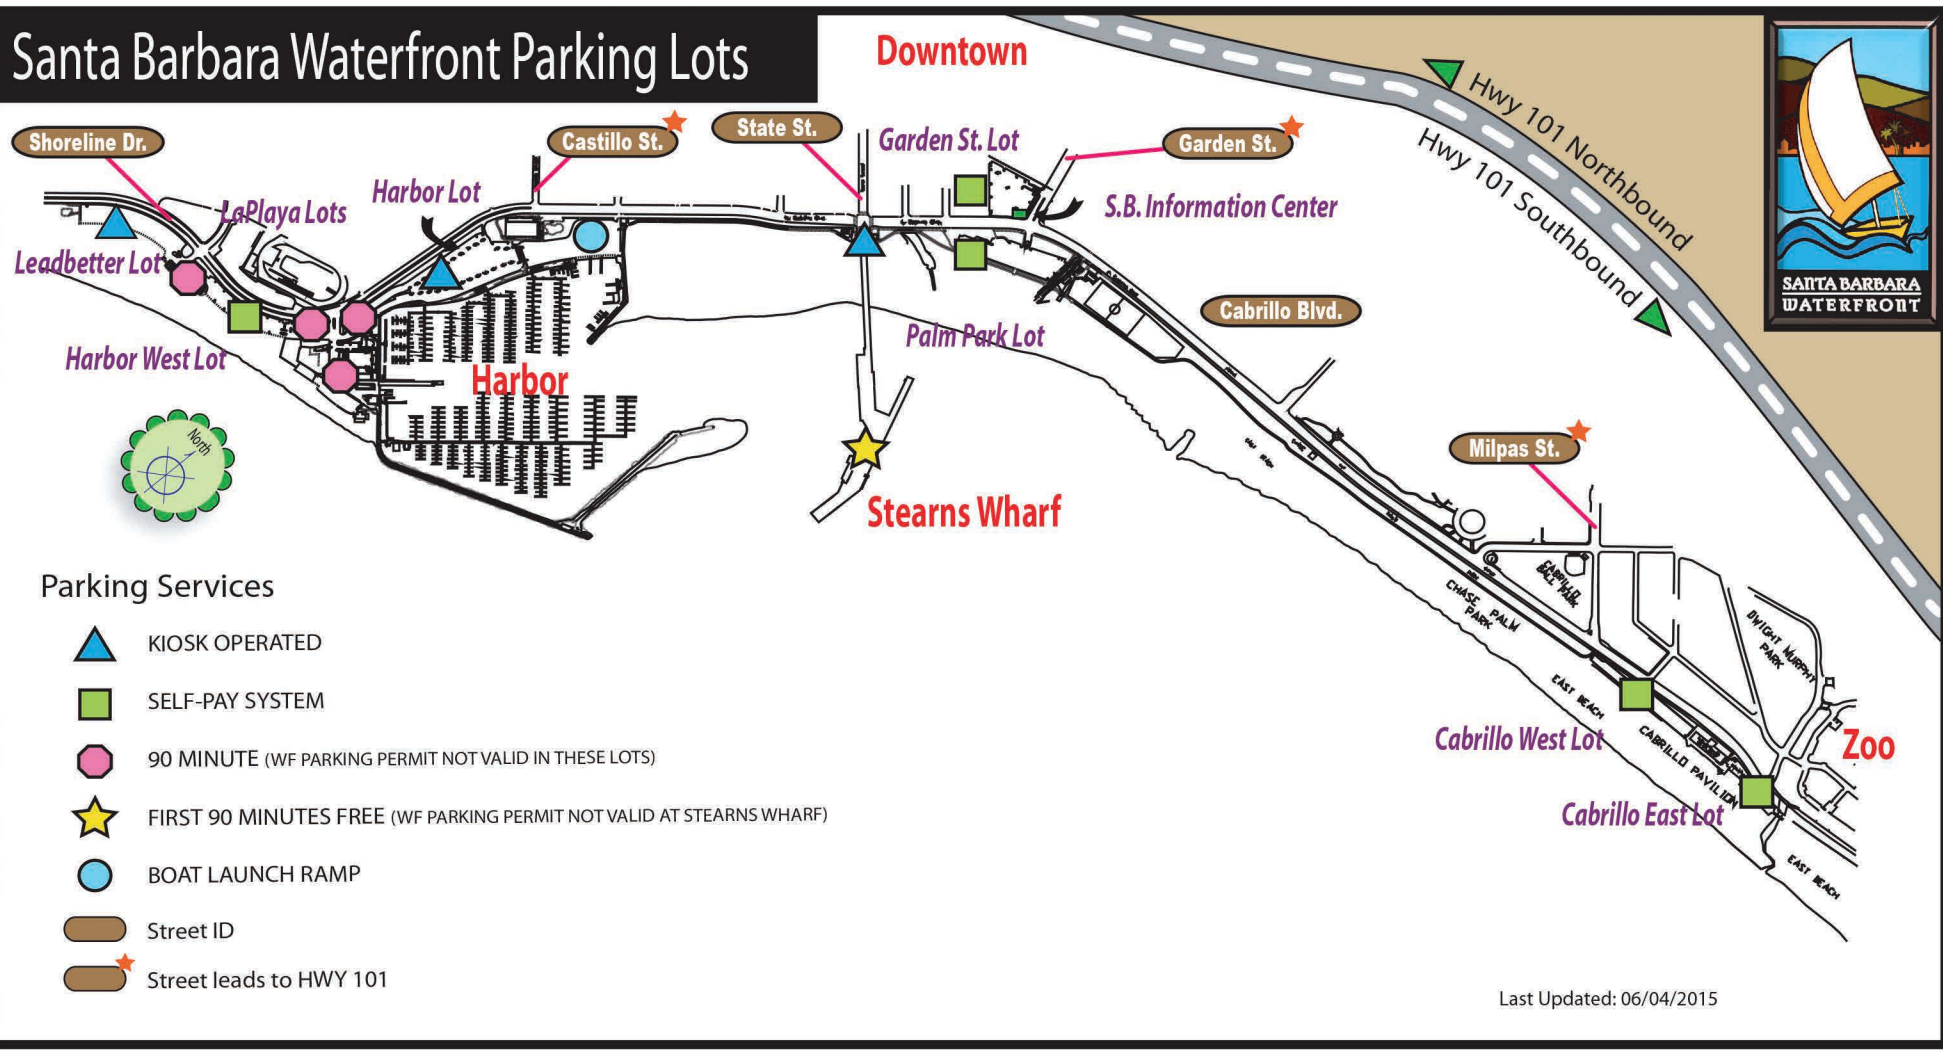 Santa Barbara Waterfront Parking Lots
Downtown
Hwy 101 Northbound
Hwy 101 Southbound
SANTA BARBARA
WATERFRONT
Shoreline Dr.
Castillo St.
State St.
Garden St. Lot
Garden St.
Harbor Lot
LaPlaya Lots
S.B. Information Center
Leadbetter Lot
Cabrillo Blvd.
Palm Park Lot
Harbor West Lot
Harbor
North
Milpas St.
Stearns Wharf
CABRILLO
BALL PARK
CHASE PALM
PARK
DWIGHT MURPHY
PARK
EAST BEACH
Cabrillo West Lot
CABRILLO PAVILION
Zoo
Cabrillo East Lot
EAST BEACH
Parking Services
KIOSK OPERATED
SELF-PAY SYSTEM
90 MINUTE (WF PARKING PERMIT NOT VALID IN THESE LOTS)
FIRST 90 MINUTES FREE (WF PARKING PERMIT NOT VALID AT STEARNS WHARF)
BOAT LAUNCH RAMP
Street ID
Street leads to HWY 101
Last Updated: 06/04/2015